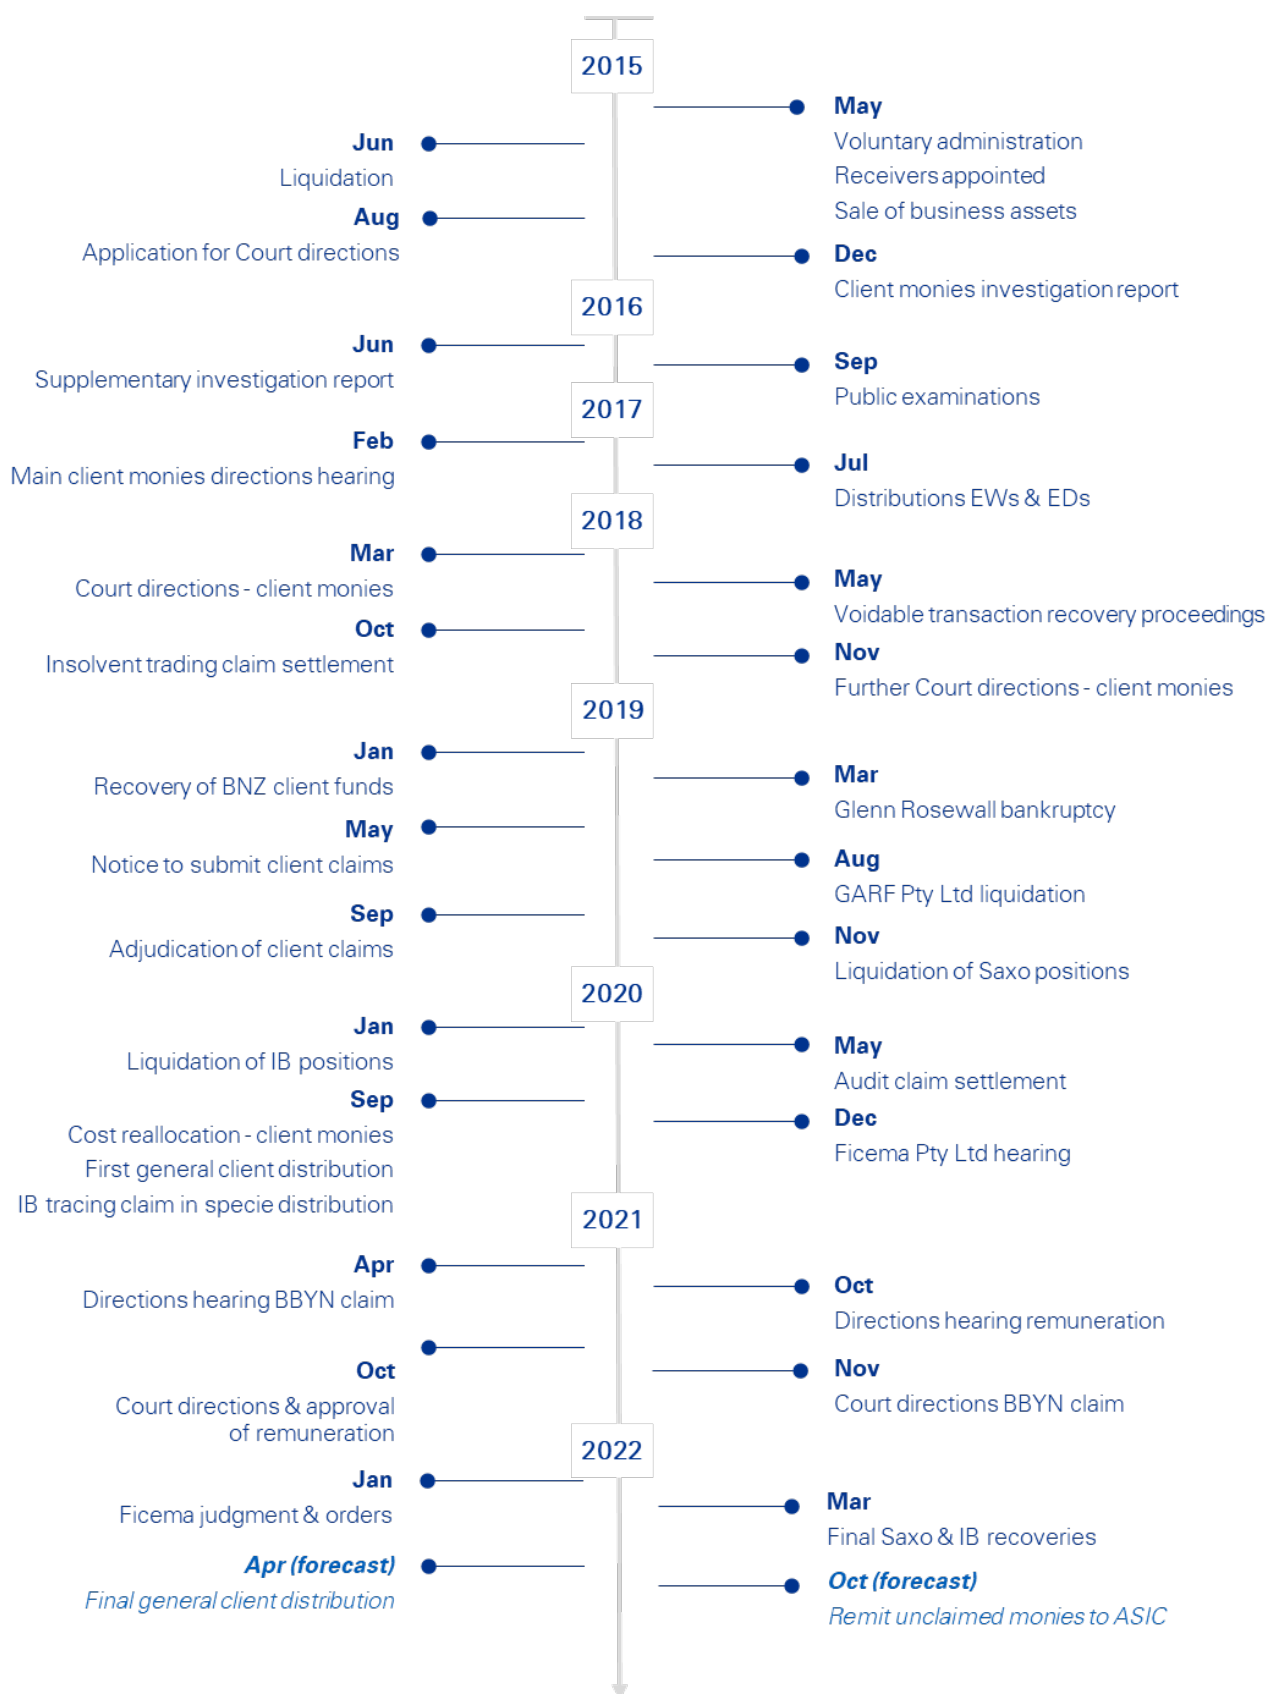 2015
May
Voluntary administration
Receivers appointed
Sale of business assets
Jun
Liquidation
Aug
Application for Court directions
Dec
Client monies investigation report
2016
Jun
Supplementary investigation report
Sep
Public examinations
2017
Feb
Main client monies directions hearing
Jul
Distributions EWs & EDs
2018
Mar
Court directions - client monies
May
Voidable transaction recovery proceedings
Oct
Insolvent trading claim settlement
Nov
Further Court directions - client monies
2019
Jan
Recovery of BNZ client funds
Mar
Glenn Rosewall bankruptcy
May
Notice to submit client claims
Aug
GARF Pty Ltd liquidation
Sep
Adjudication of client claims
Nov
Liquidation of Saxo positions
2020
Jan
Liquidation of IB positions
May
Audit claim settlement
Sep
Cost reallocation - client monies
First general client distribution
IB tracing claim in specie distribution
Dec
Ficema Pty Ltd hearing
2021
Apr
Directions hearing BBYN claim
Oct
Directions hearing remuneration
Oct
Court directions & approval
of remuneration
Nov
Court directions BBYN claim
2022
Jan
Ficema judgment & orders
Mar
Final Saxo & IB recoveries
Apr (forecast)
Final general client distribution
Oct (forecast)
Remit unclaimed monies to ASIC